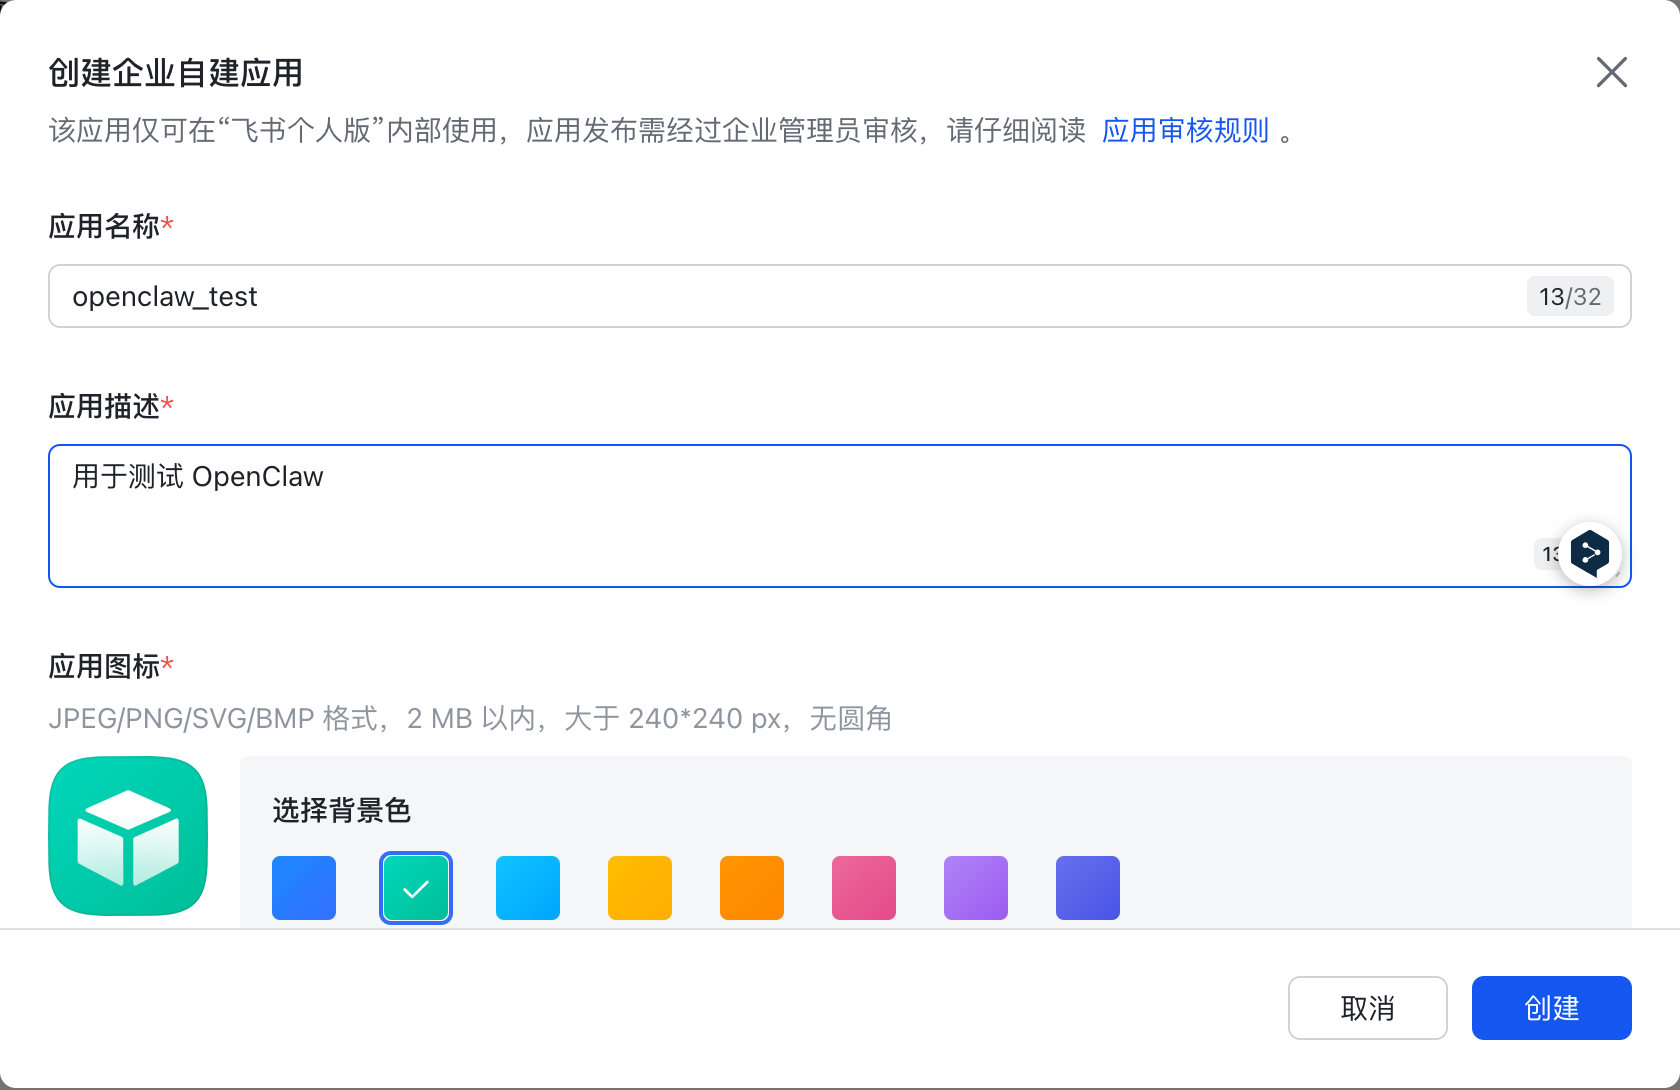 创建企业自建应用
该应用仅可在“飞书个人版”内部使用，应用发布需经过企业管理员审核，请仔细阅读 应用审核规则 。
应用名称*
openclaw_test
13/32
应用描述*
用于测试 OpenClaw
应用图标*
JPEG/PNG/SVG/BMP 格式，2 MB 以内，大于 240*240 px，无圆角
选择背景色
取消
创建